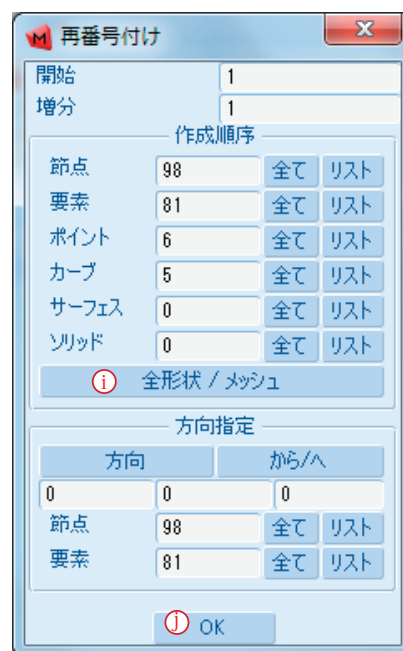 再番号付け
開始 1
増分 1
作成順序
節点 98 全て リスト
要素 81 全て リスト
ポイント 6 全て リスト
カーブ 5 全て リスト
サーフェス 0 全て リスト
ソリッド 0 全て リスト
i 全形状 / メッシュ
方向指定
方向 から/へ
0 0 0
節点 98 全て リスト
要素 81 全て リスト
j OK